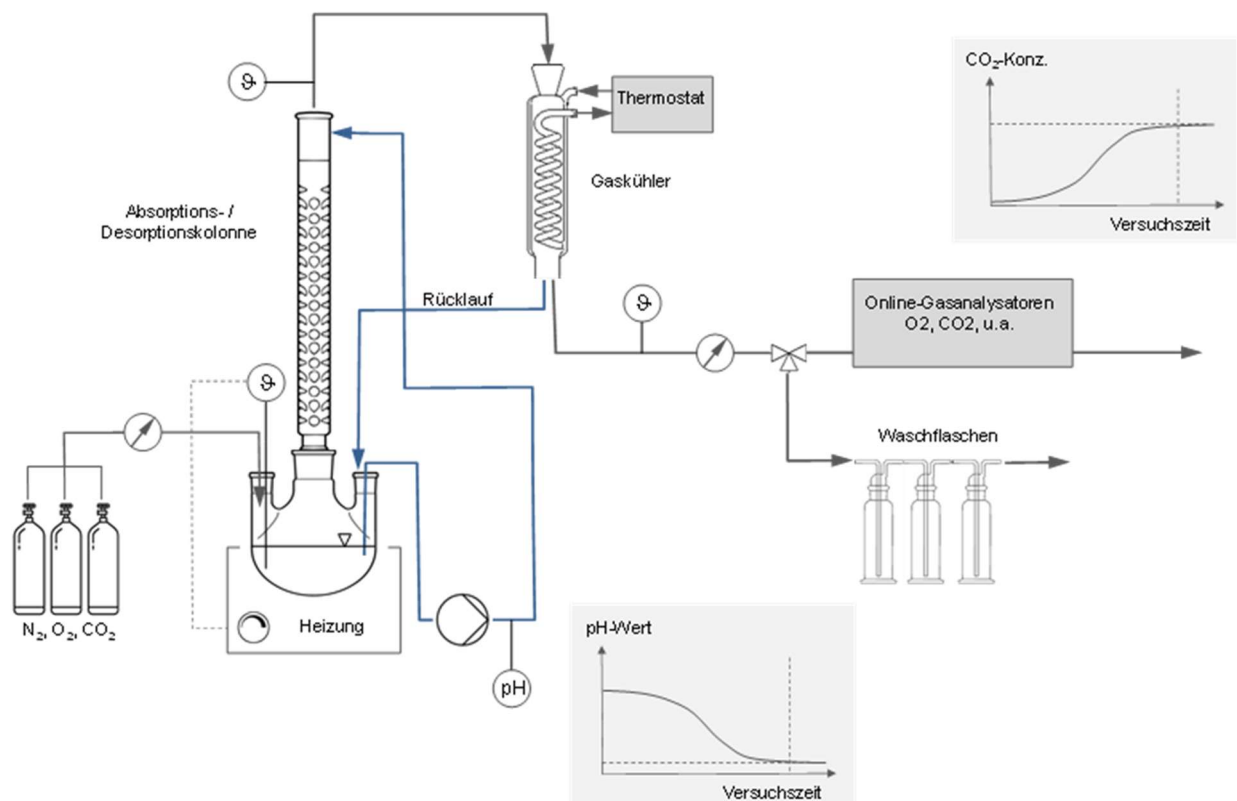 ϑ
Thermostat
Gaskühler
Absorptions- /
Desorptionskolonne
CO₂-Konz.
Versuchszeit
Rücklauf
ϑ
Online-Gasanalysatoren
O2, CO2, u.a.
ϑ
Waschflaschen
N₂, O₂, CO₂
Heizung
pH
pH-Wert
Versuchszeit